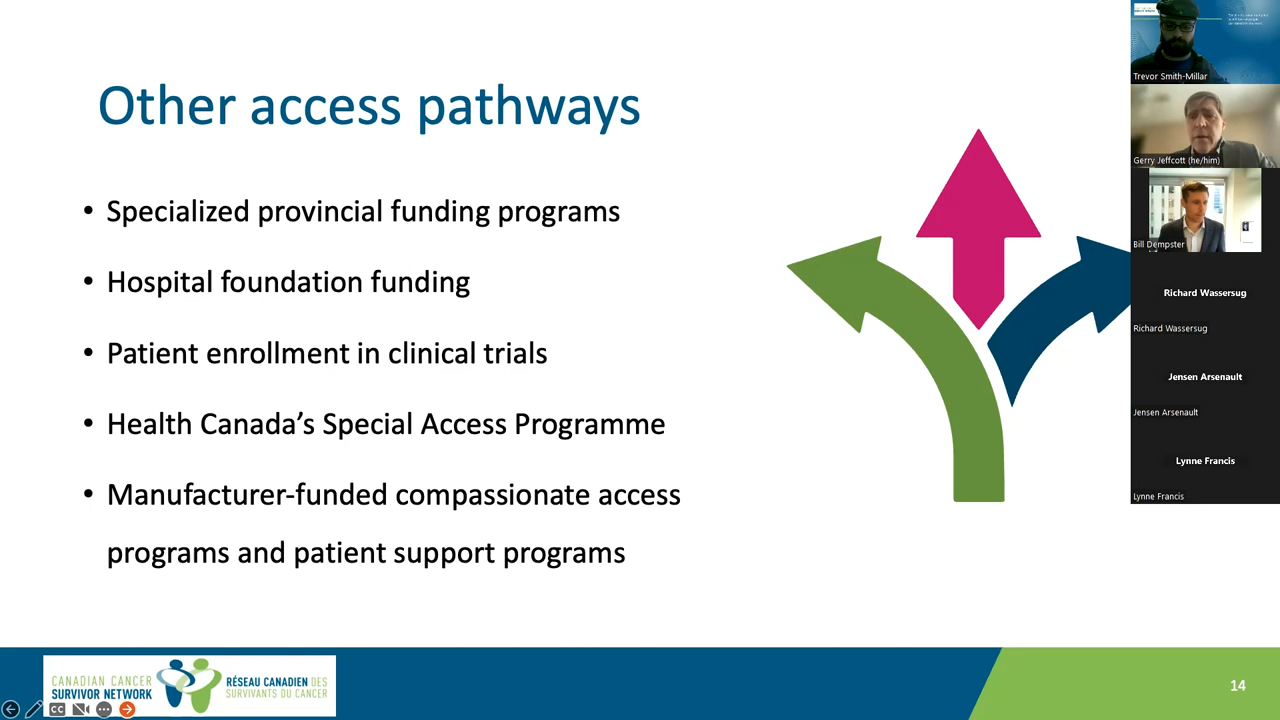 Other access pathways
• Specialized provincial funding programs
• Hospital foundation funding
• Patient enrollment in clinical trials
• Health Canada’s Special Access Programme
• Manufacturer-funded compassionate access
programs and patient support programs
Trevor Smith-Millar
Gerry Jeffcott (he/him)
Bill Dempster
Richard Wassersug
Richard Wassersug
Jensen Arsenault
Jensen Arsenault
Lynne Francis
Lynne Francis
CANADIAN CANCER
SURVIVOR NETWORK
RÉSEAU CANADIEN DES
SURVIVANTS DU CANCER
CC
14